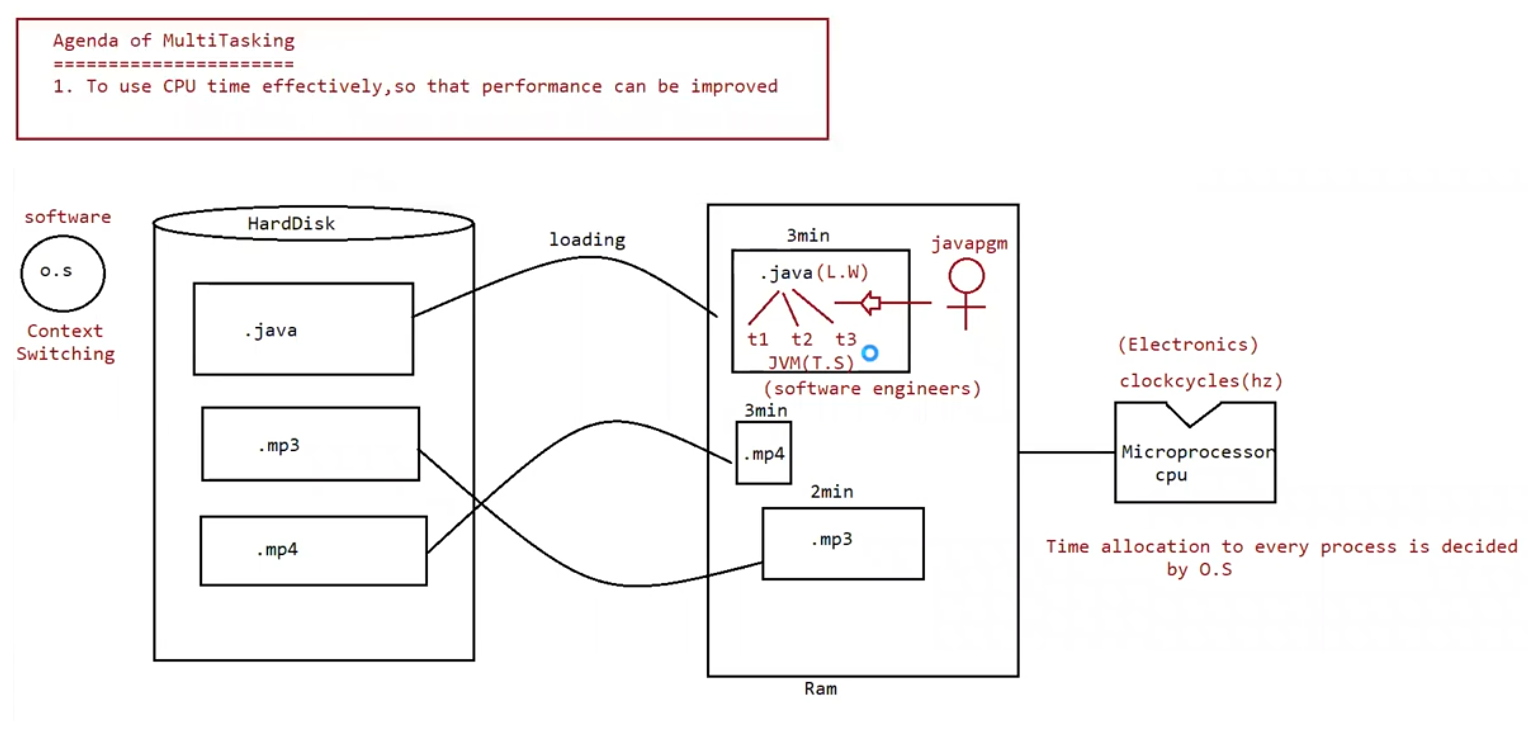 Agenda of MultiTasking
======================
1. To use CPU time effectively,so that performance can be improved
software
o.s
Context
Switching
HardDisk
.java
.mp3
.mp4
loading
3min
.java(L.W)
t1 t2 t3
JVM(T.S)
javapgm
(software engineers)
3min
.mp4
2min
.mp3
Ram
(Electronics)
clockcycles(hz)
Microprocessor
cpu
Time allocation to every process is decided
by O.S